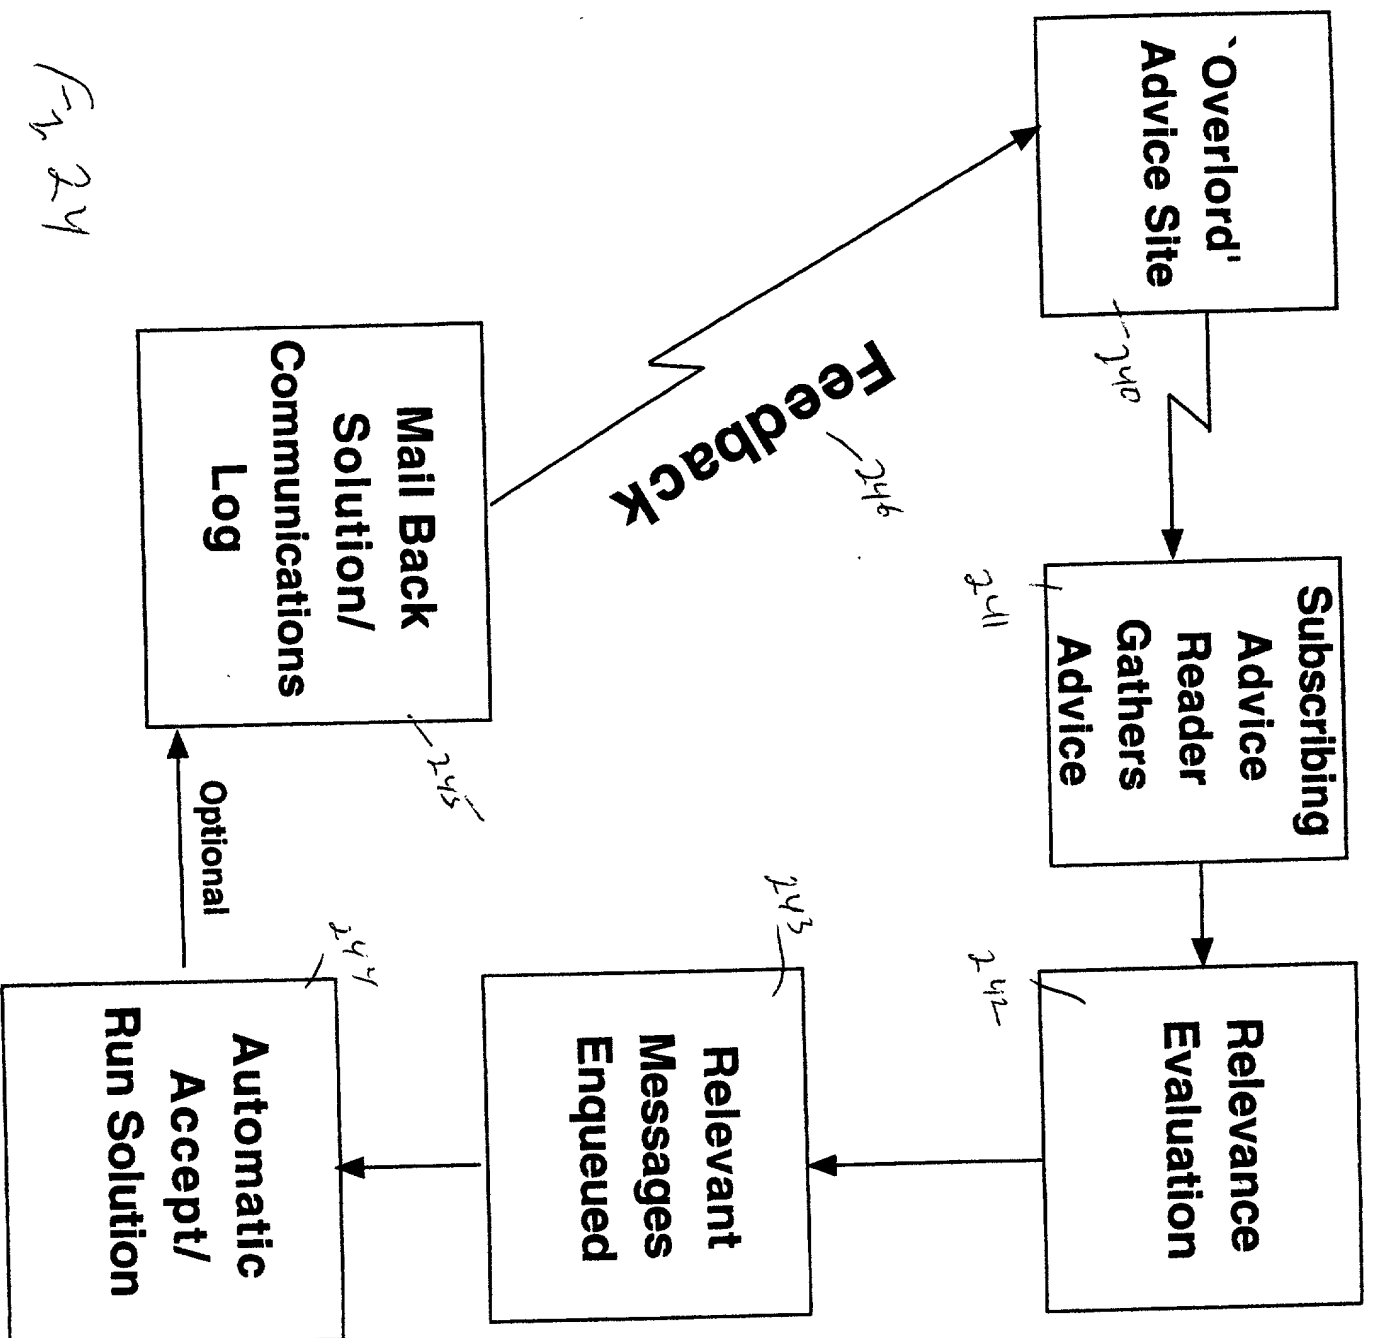 `Overlord'
Advice Site
240
Subscribing
Advice
Reader
Gathers
Advice
241
Relevance
Evaluation
242
Relevant
Messages
Enqueued
243
Automatic
Accept/
Run Solution
244
Optional
Mail Back
Solution/
Communications
Log
245
Feedback
246
Fig 24